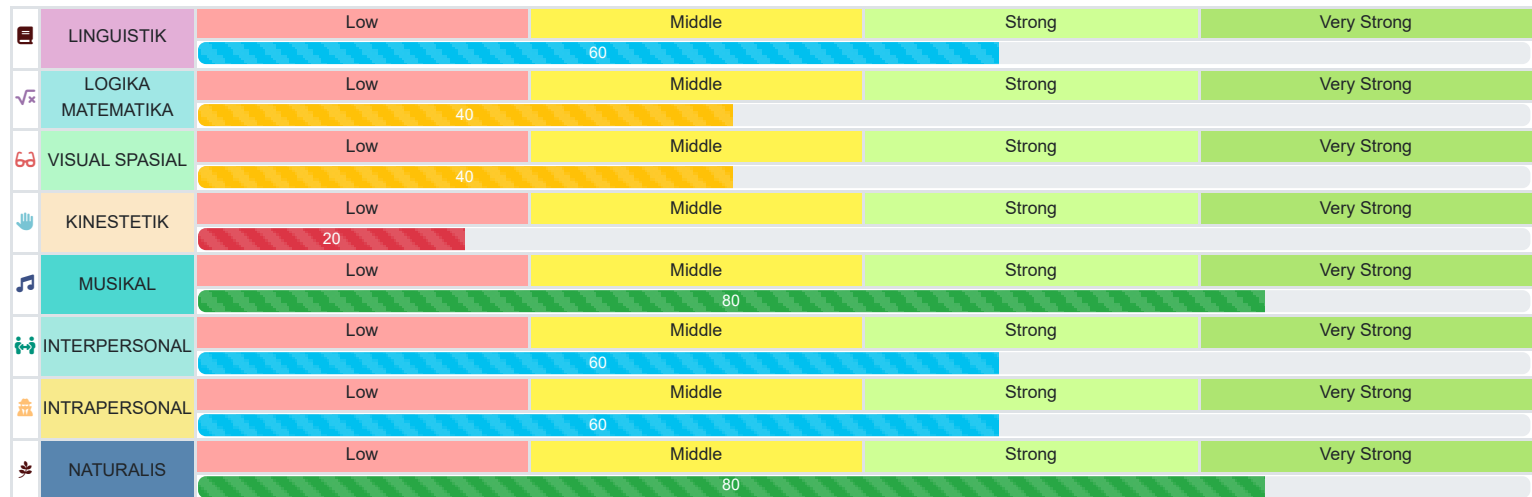 LINGUISTIK
Low Middle Strong Very Strong
60
LOGIKA
MATEMATIKA
Low Middle Strong Very Strong
40
VISUAL SPASIAL
Low Middle Strong Very Strong
40
KINESTETIK
Low Middle Strong Very Strong
20
MUSIKAL
Low Middle Strong Very Strong
80
INTERPERSONAL
Low Middle Strong Very Strong
60
INTRAPERSONAL
Low Middle Strong Very Strong
60
NATURALIS
Low Middle Strong Very Strong
80